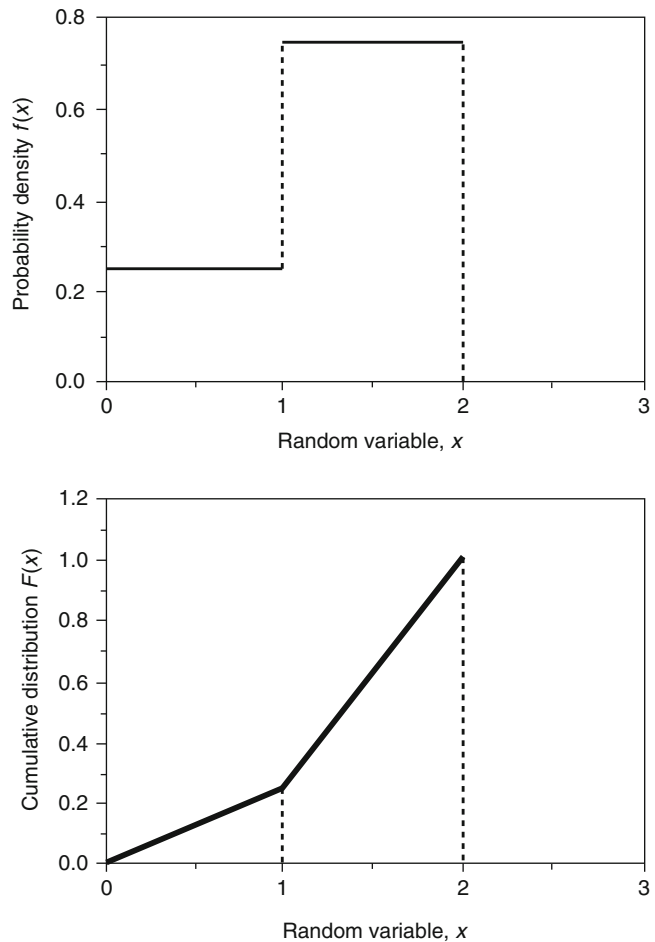 0.8
0.6
0.4
0.2
0.0
Probability density f(x)
0 1 2 3
Random variable, x
1.2
1.0
0.8
0.6
0.4
0.2
0.0
Cumulative distribution F(x)
0 1 2 3
Random variable, x